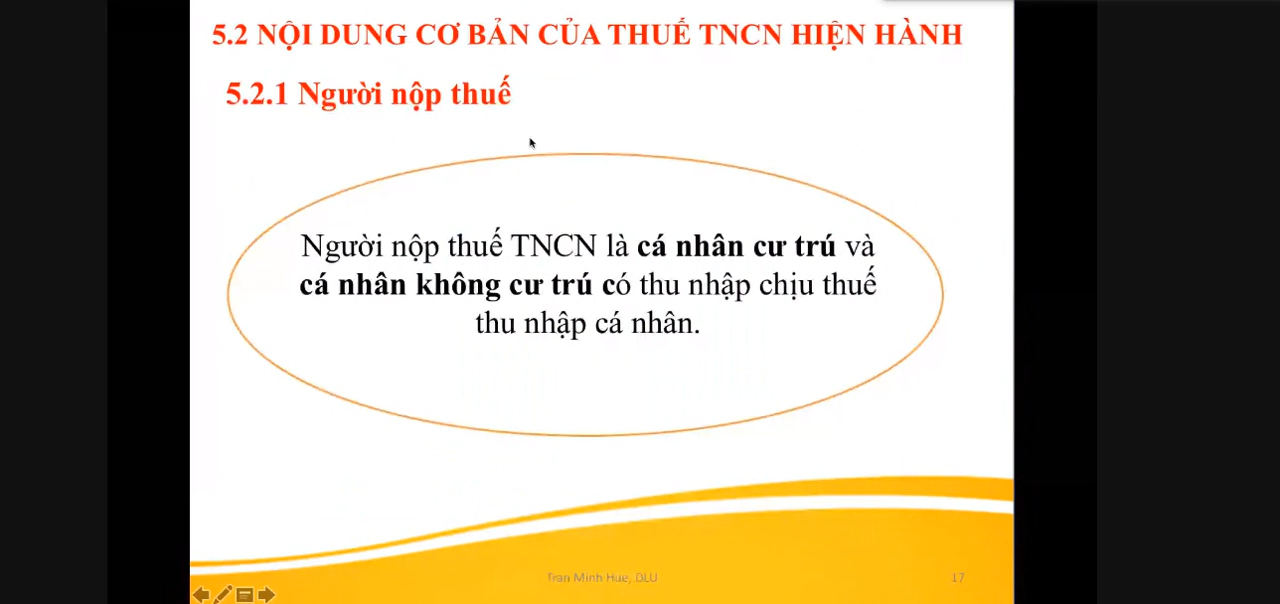 5.2 NỘI DUNG CƠ BẢN CỦA THUẾ TNCN HIỆN HÀNH
5.2.1 Người nộp thuế
Người nộp thuế TNCN là cá nhân cư trú và
cá nhân không cư trú có thu nhập chịu thuế
thu nhập cá nhân.
Tran Minh Hue, DLU
17